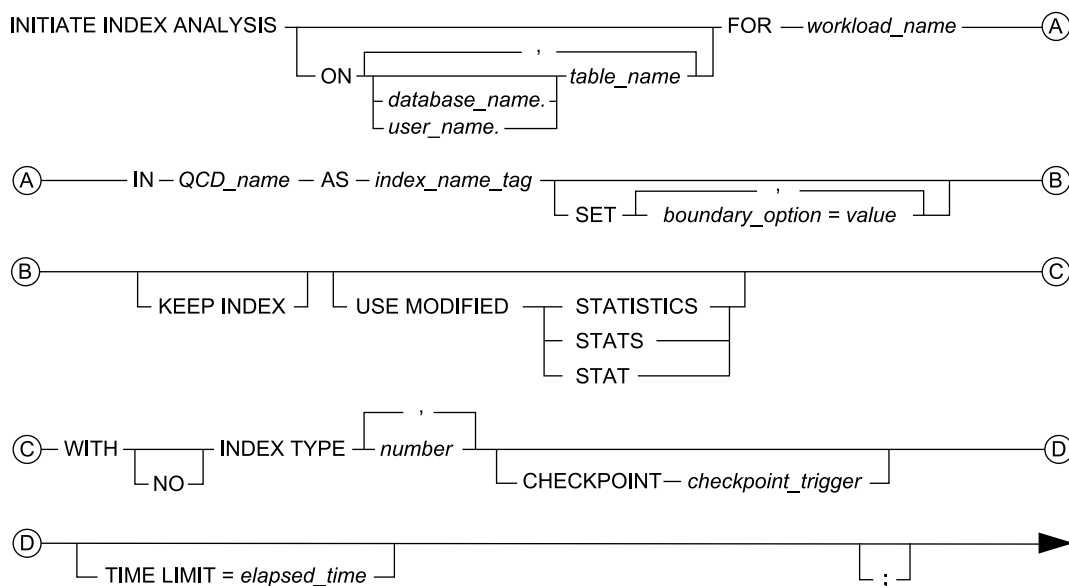 INITIATE INDEX ANALYSIS ON , database_name. user_name. table_name FOR workload_name A
A IN QCD_name AS index_name_tag SET , boundary_option = value B
B KEEP INDEX USE MODIFIED STATISTICS STATS STAT C
C WITH NO INDEX TYPE , number CHECKPOINT checkpoint_trigger D
D TIME LIMIT = elapsed_time ;